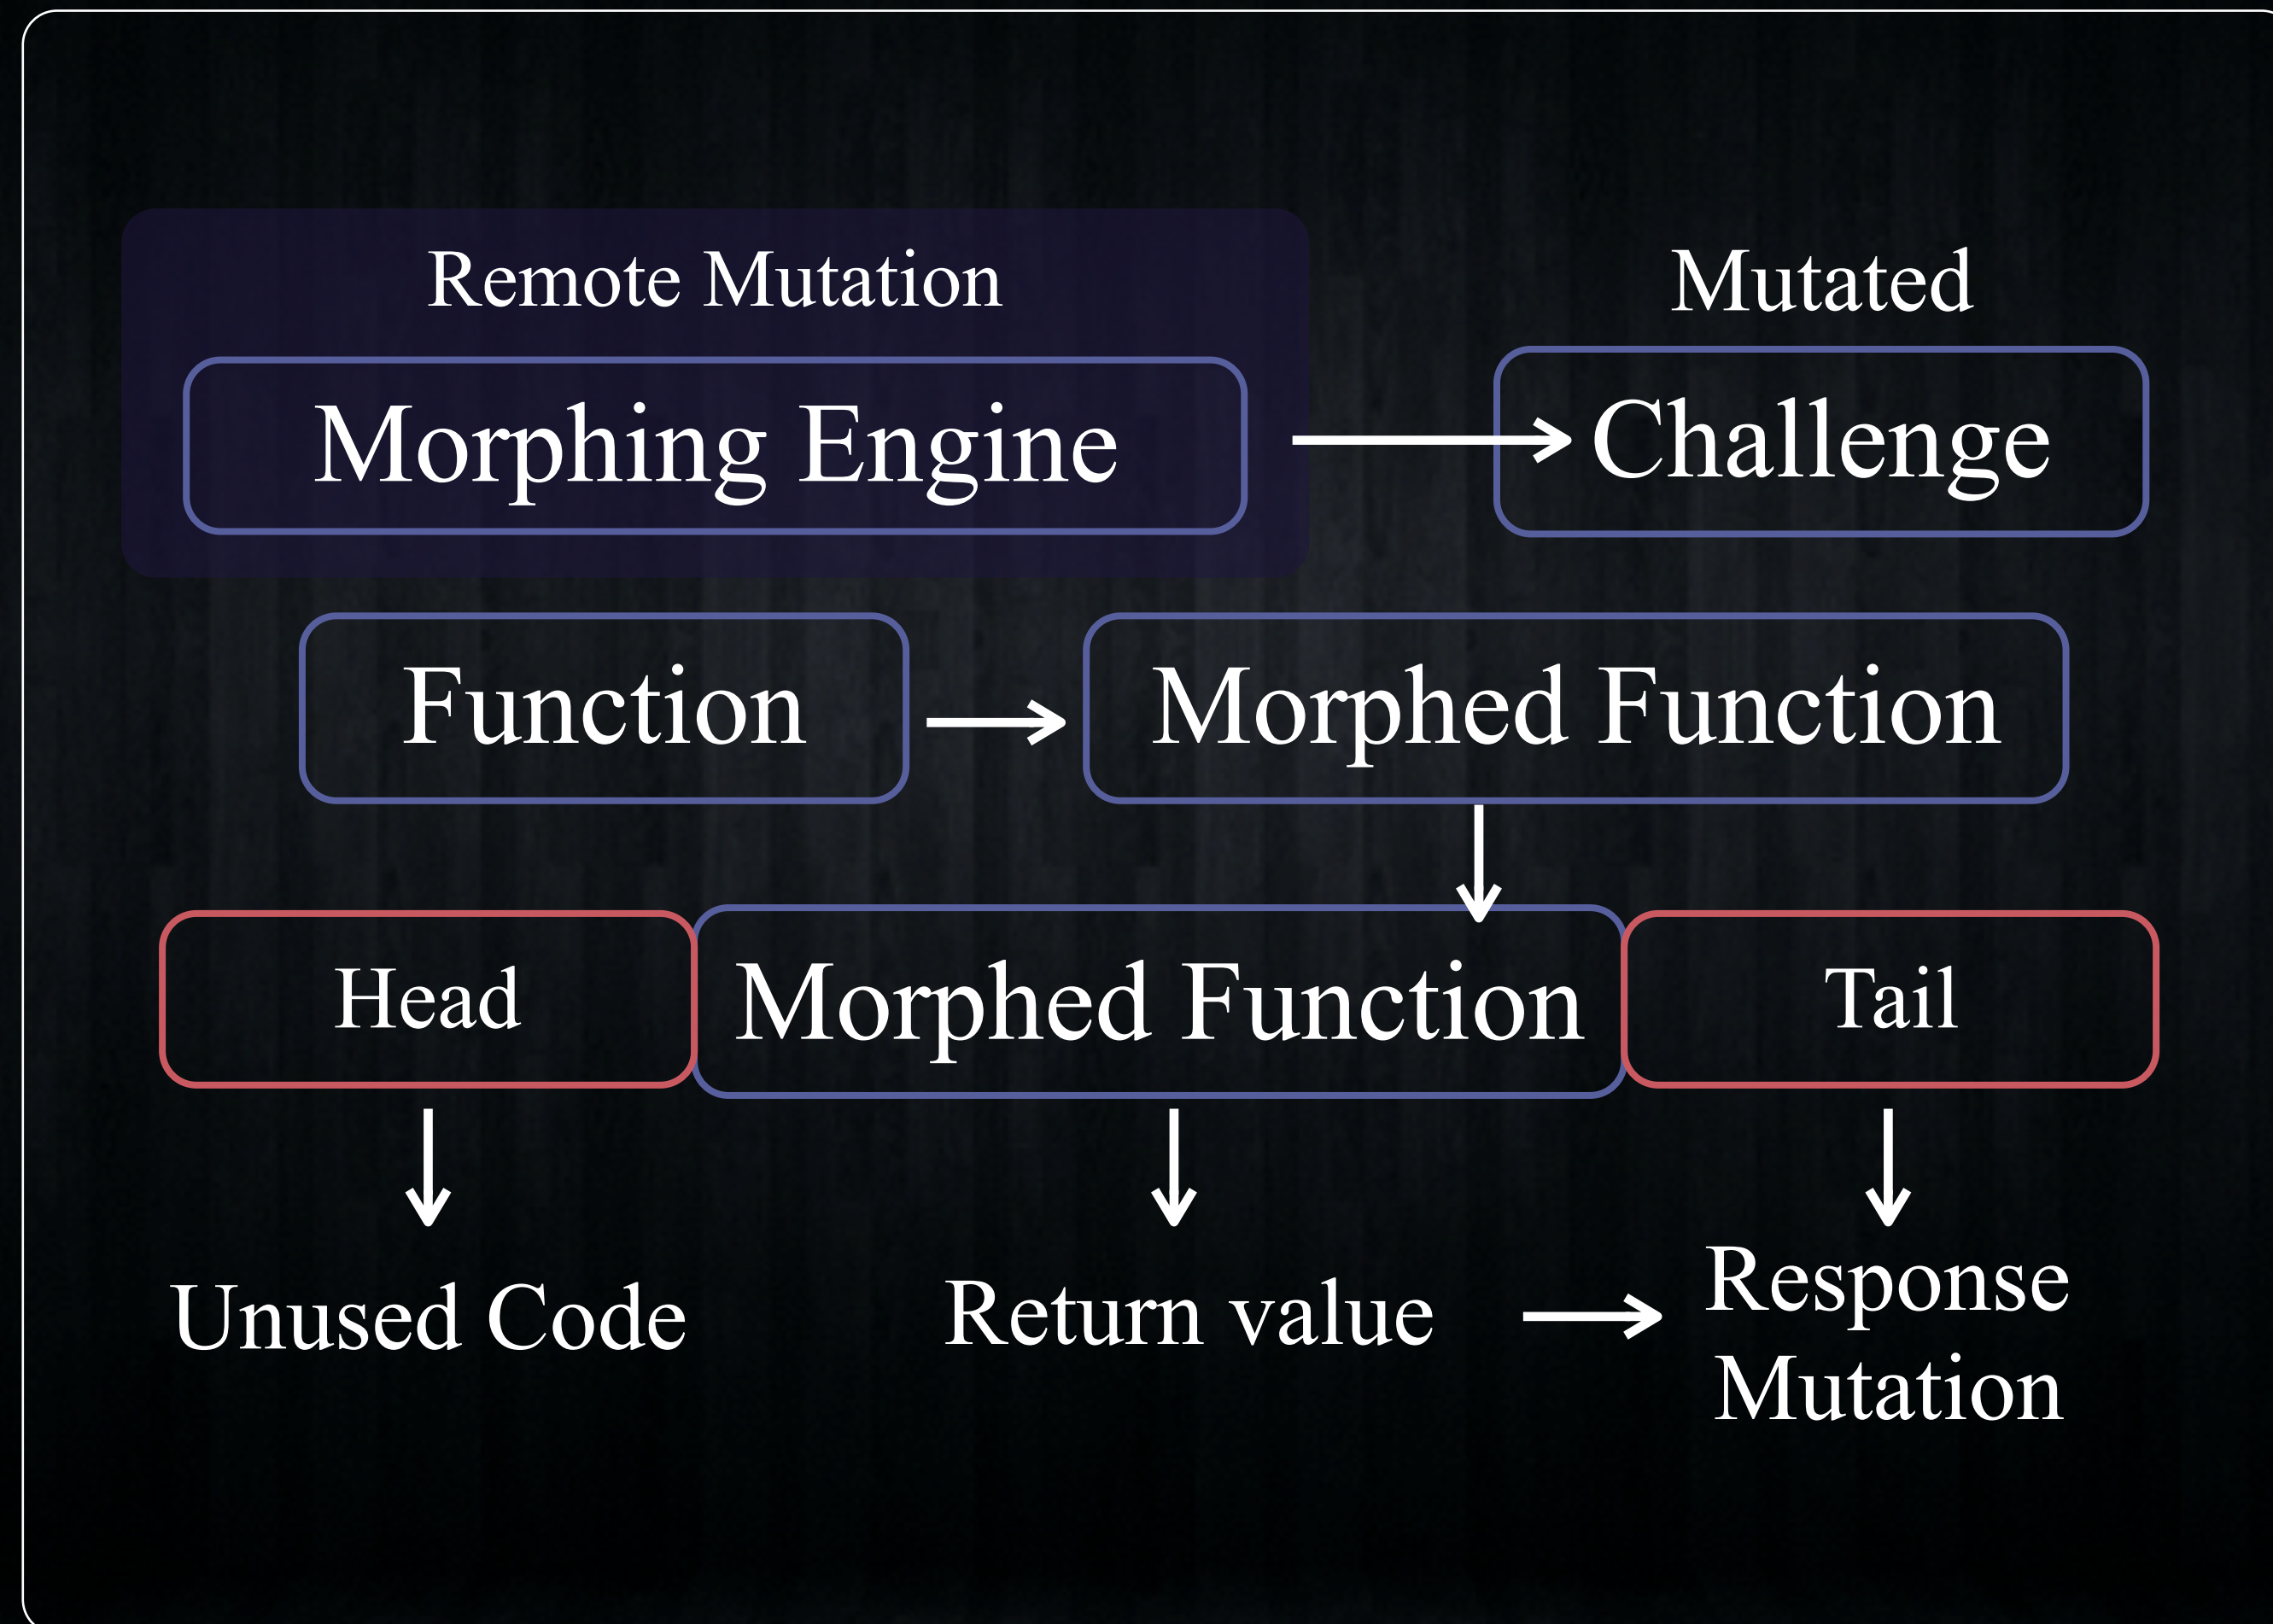 Remote Mutation
Mutated
Morphing Engine
Challenge
Function
Morphed Function
Head
Morphed Function
Tail
Unused Code
Return value
Response
Mutation